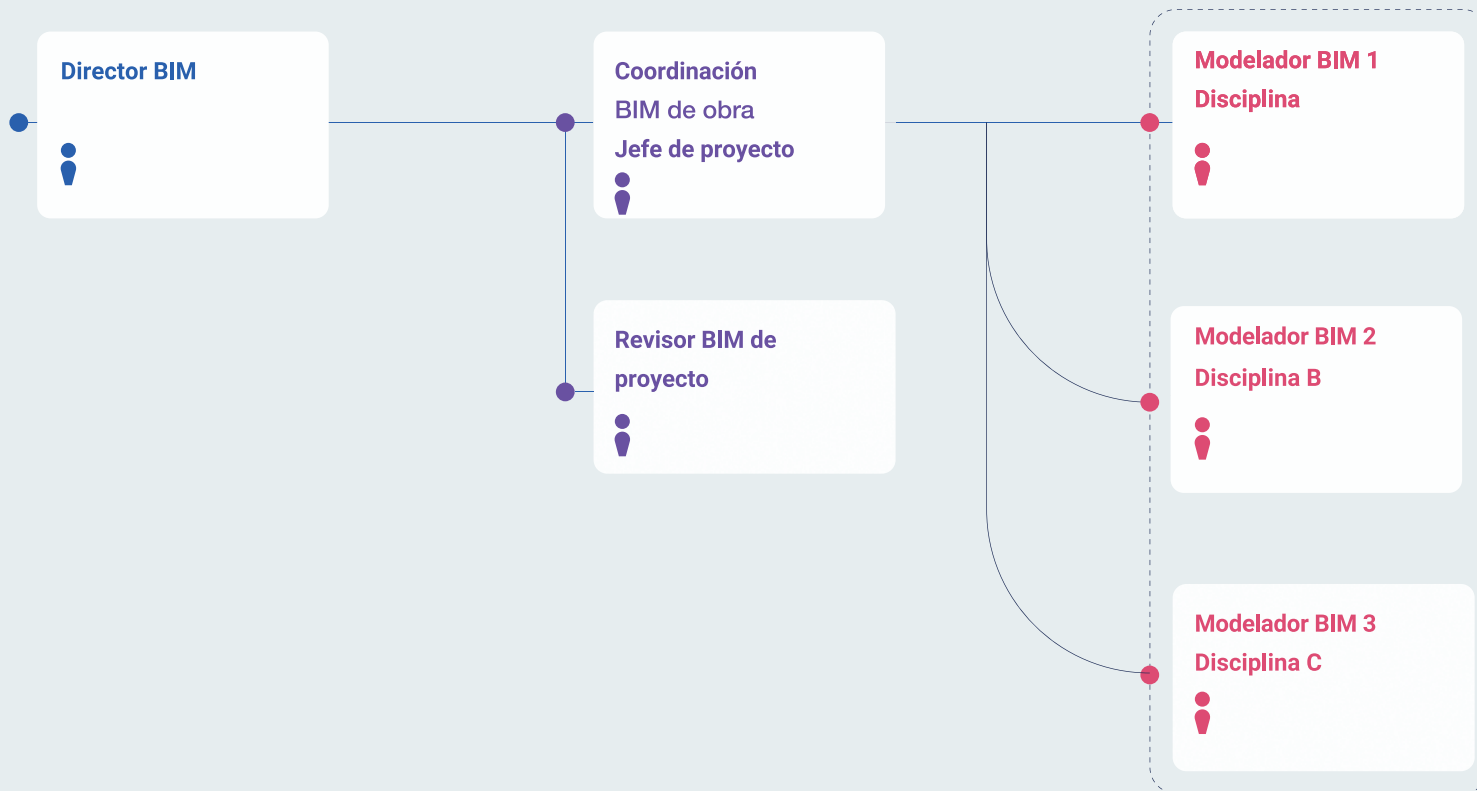 Director BIM
Coordinación
BIM de obra
Jefe de proyecto
Revisor BIM de
proyecto
Modelador BIM 1
Disciplina
Modelador BIM 2
Disciplina B
Modelador BIM 3
Disciplina C